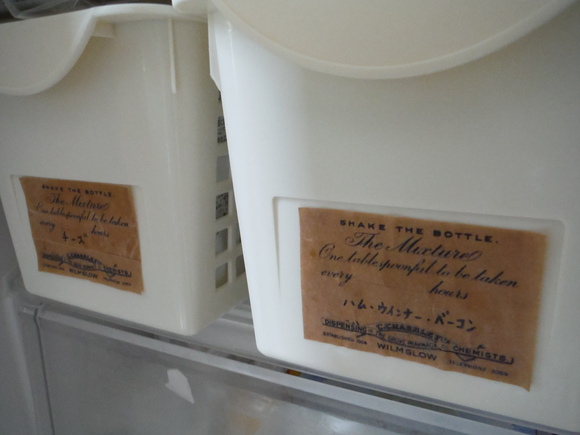 SHAKE THE BOTTLE.
The Mixture
One tablespoonful to be taken
every hours
チーズ
WILMSLOW
SHAKE THE BOTTLE.
The Mixture
One tablespoonful to be taken
every hours
ハム・ウインナー・ベーコン
DISPENSING CHEMISTS
WILMSLOW